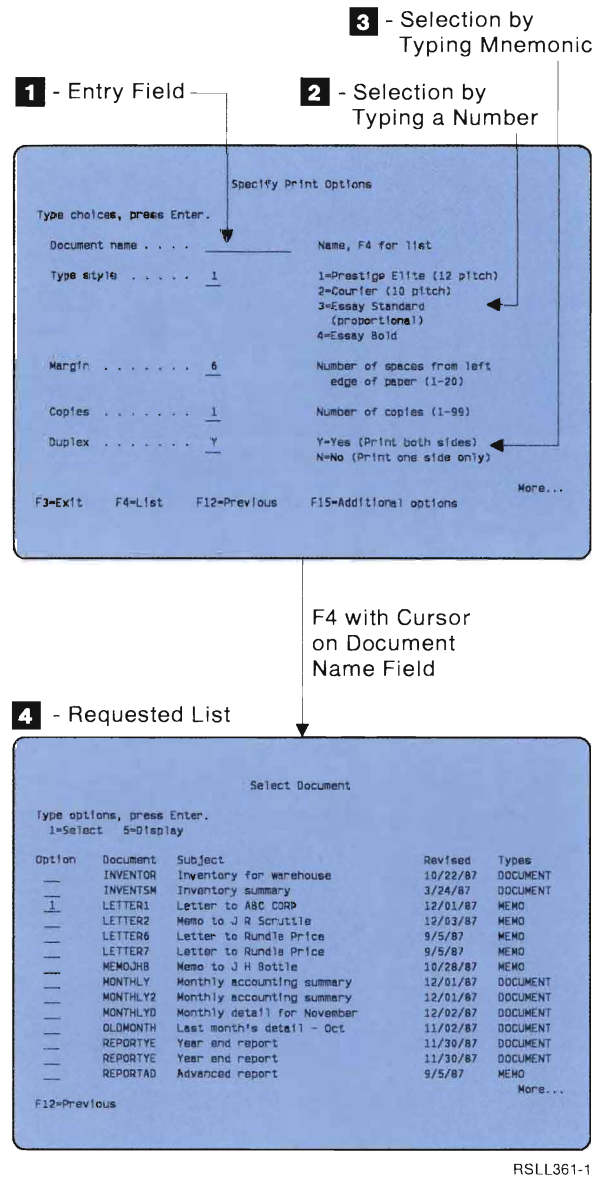 3 - Selection by
Typing Mnemonic
1 - Entry Field
2 - Selection by
Typing a Number
Specify Print Options
Type choices, press Enter.
Document name . . . . Name, F4 for list
Type style . . . . . 1 1=Prestige Elite (12 pitch)
2=Courier (10 pitch)
3=Essay Standard
(proportional)
4=Essay Bold
Margin . . . . . . . 6 Number of spaces from left
edge of paper (1-20)
Copies . . . . . . . 1 Number of copies (1-99)
Duplex . . . . . . . Y Y=Yes (Print both sides)
N=No (Print one side only)
More...
F3=Exit F4=List F12=Previous F15=Additional options
F4 with Cursor
on Document
Name Field
4 - Requested List
Select Document
Type options, press Enter.
1=Select 5=Display
Option Document Subject Revised Types
INVENTOR Inventory for warehouse 10/22/87 DOCUMENT
INVENTSM Inventory summary 3/24/87 DOCUMENT
1 LETTER1 Letter to ABC CORP 12/01/87 MEMO
LETTER2 Memo to J R Scruttle 12/03/87 MEMO
LETTER6 Letter to Rundle Price 9/5/87 MEMO
LETTER7 Letter to Rundle Price 9/5/87 MEMO
MEMOJHB Memo to J H Bottle 10/28/87 MEMO
MONTHLY Monthly accounting summary 12/01/87 DOCUMENT
MONTHLY2 Monthly accounting summary 12/01/87 DOCUMENT
MONTHLYD Monthly detail for November 12/02/87 DOCUMENT
OLDMONTH Last month's detail - Oct 11/02/87 DOCUMENT
REPORTYE Year end report 11/30/87 DOCUMENT
REPORTYE Year end report 11/30/87 DOCUMENT
REPORTAD Advanced report 9/5/87 MEMO
More...
F12=Previous
RSLL361-1